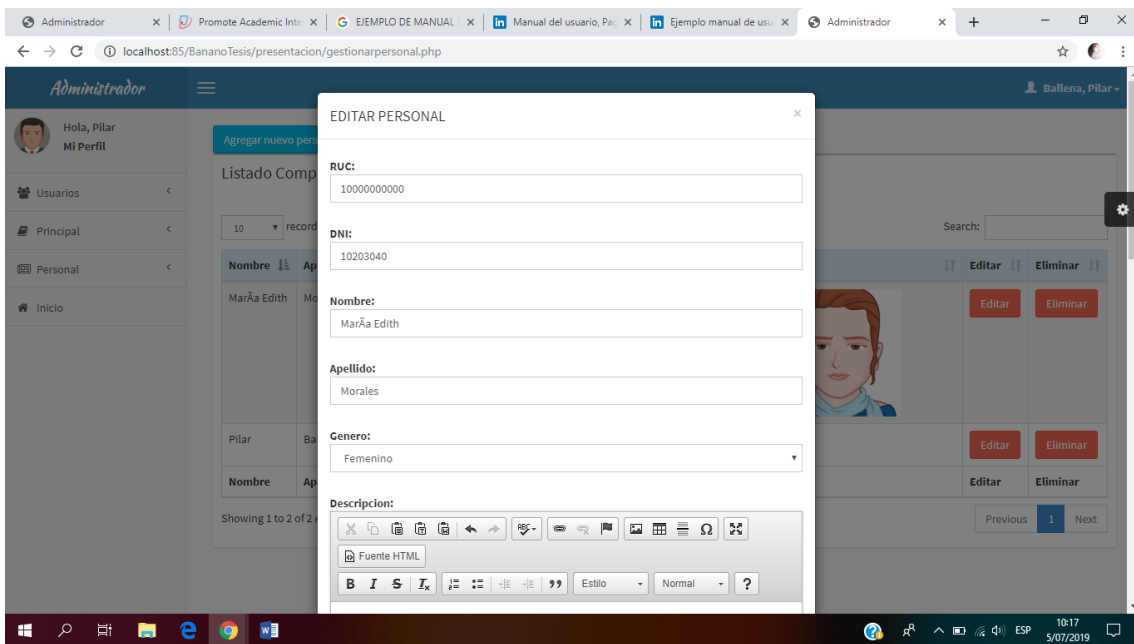 Administrador
Promote Academic Inte
EJEMPLO DE MANUAL
Manual del usuario, Pag
Ejemplo manual de usu
Administrador
localhost:85/BananoTesis/presentacion/gestionarpersonal.php
Administrador
Ballena, Pilar
Hola, Pilar
Mi Perfil
Usuarios
Principal
Personal
Inicio
Agregar nuevo pers
Listado Comp
10 record
Search:
Nombre Ap Editar Eliminar
MarÃa Edith Mo Editar Eliminar
Pilar Ba Editar Eliminar
Nombre Ap Editar Eliminar
Showing 1 to 2 of 2 e
Previous 1 Next
EDITAR PERSONAL ×
RUC:
10000000000
DNI:
10203040
Nombre:
MarÃa Edith
Apellido:
Morales
Genero:
Femenino
Descripcion:
ABC
Ω
Fuente HTML
B I S Ix Estilo Normal ?
ESP
10:17
5/07/2019